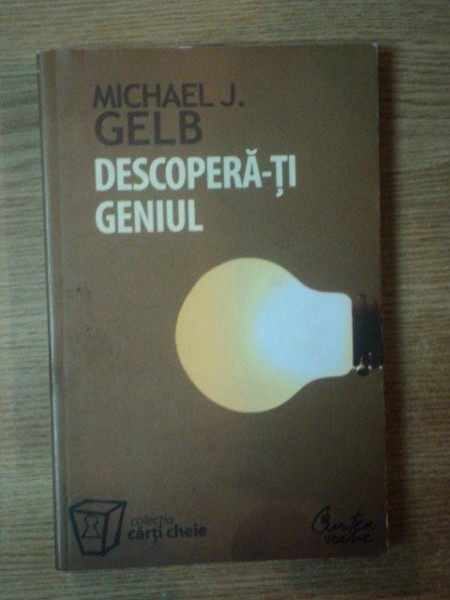 MICHAEL J.
GELB
DESCOPERĂ-ȚI
GENIUL
colecția
cărți cheie
Curtea
veche